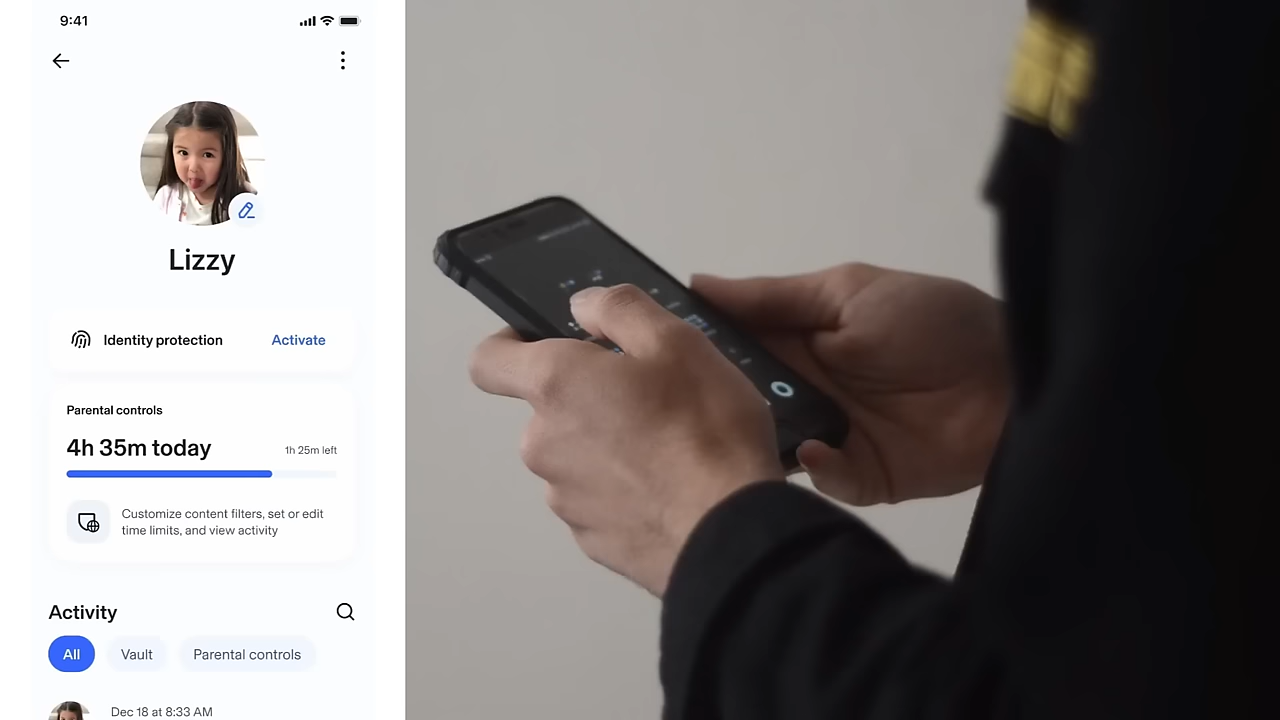 9:41
Lizzy
Identity protection Activate
Parental controls
4h 35m today 1h 25m left
Customize content filters, set or edit
time limits, and view activity
Activity
All Vault Parental controls
Dec 18 at 8:33 AM